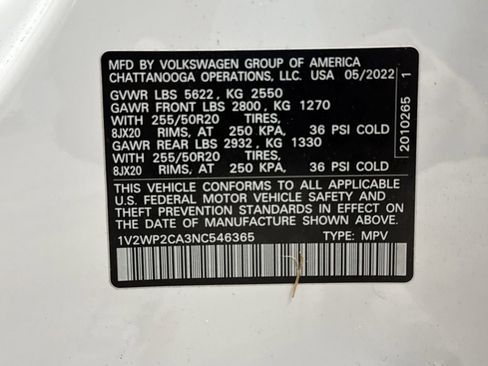 MFD BY VOLKSWAGEN GROUP OF AMERICA
CHATTANOOGA OPERATIONS, LLC. USA 05/2022
GVWR LBS 5622 , KG 2550
GAWR FRONT LBS 2800 , KG 1270
WITH 255/50R20 TIRES,
8JX20 RIMS, AT 250 KPA, 36 PSI COLD
GAWR REAR LBS 2932 , KG 1330
WITH 255/50R20 TIRES,
8JX20 RIMS, AT 250 KPA, 36 PSI COLD
THIS VEHICLE CONFORMS TO ALL APPLICABLE
U.S. FEDERAL MOTOR VEHICLE SAFETY AND
THEFT PREVENTION STANDARDS IN EFFECT ON
THE DATE OF MANUFACTURE SHOWN ABOVE.
1V2WP2CA3NC546365 TYPE: MPV
2010265 1